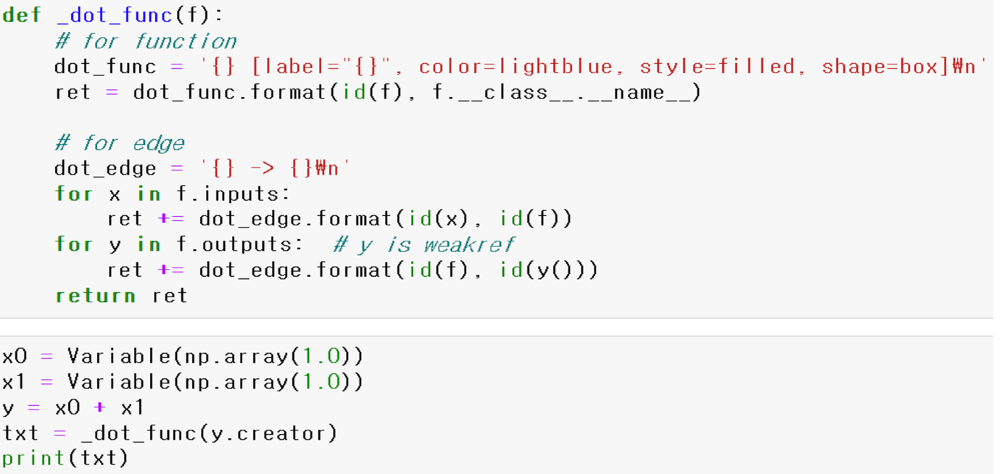 def _dot_func(f):
    # for function
    dot_func = '{} [label="{}", color=lightblue, style=filled, shape=box]₩n'
    ret = dot_func.format(id(f), f.__class__.__name__)

    # for edge
    dot_edge = '{} -> {}₩n'
    for x in f.inputs:
        ret += dot_edge.format(id(x), id(f))
    for y in f.outputs:  # y is weakref
        ret += dot_edge.format(id(f), id(y()))
    return ret

x0 = Variable(np.array(1.0))
x1 = Variable(np.array(1.0))
y = x0 + x1
txt = _dot_func(y.creator)
print(txt)